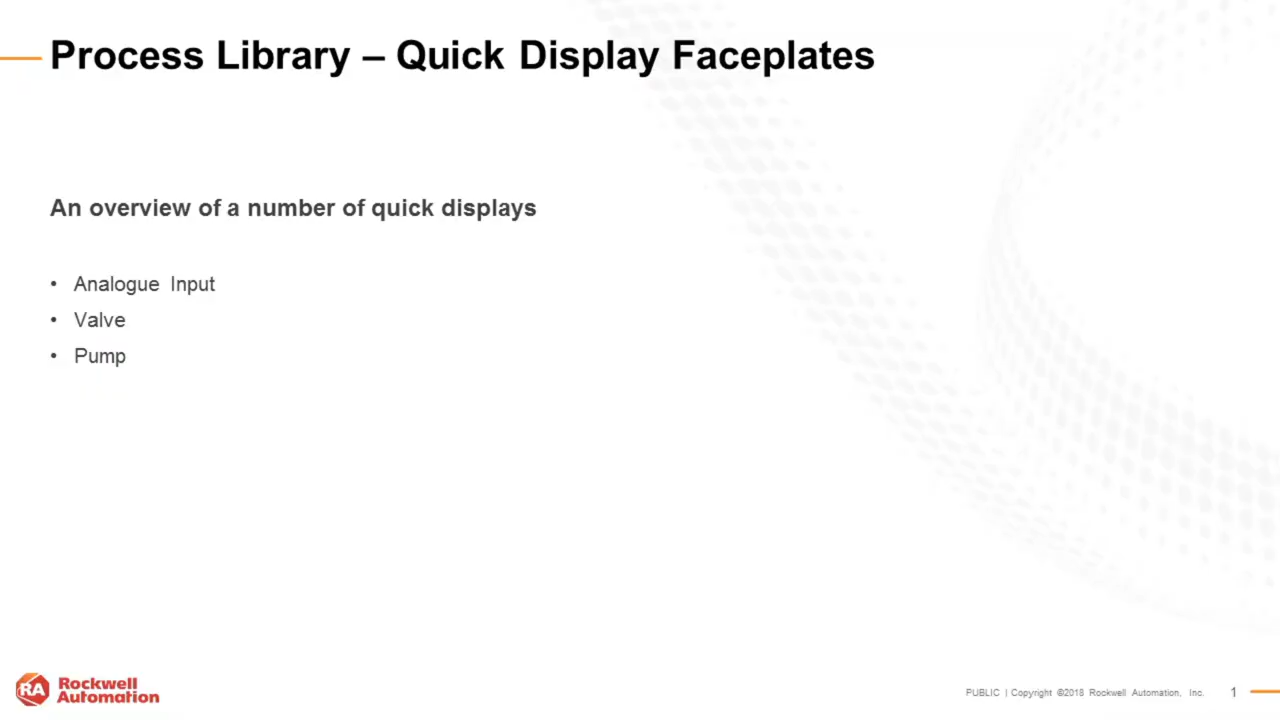 Process Library – Quick Display Faceplates
An overview of a number of quick displays
• Analogue Input
• Valve
• Pump
RA Rockwell
Automation
PUBLIC | Copyright ©2018 Rockwell Automation, Inc. 1